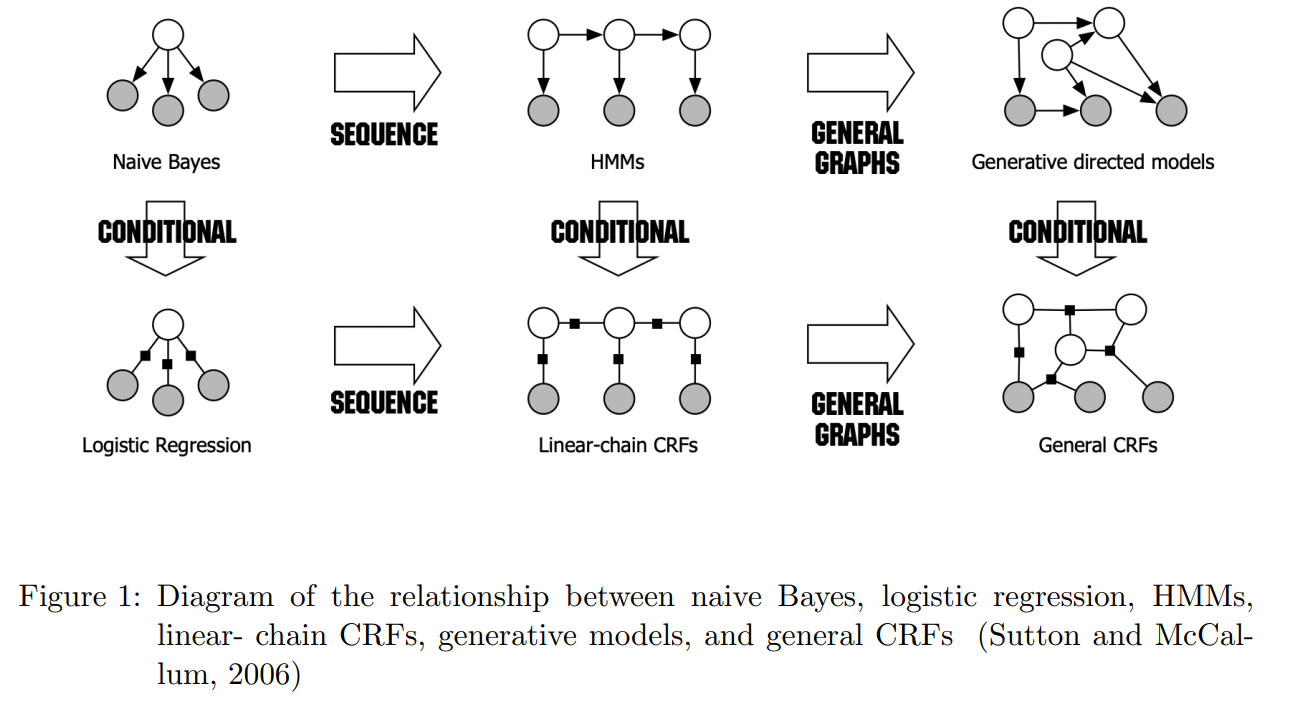 SEQUENCE
GENERAL
GRAPHS
Naive Bayes
HMMs
Generative directed models
CONDITIONAL
CONDITIONAL
CONDITIONAL
SEQUENCE
GENERAL
GRAPHS
Logistic Regression
Linear-chain CRFs
General CRFs
Figure 1: Diagram of the relationship between naive Bayes, logistic regression, HMMs,
linear- chain CRFs, generative models, and general CRFs (Sutton and McCal-
lum, 2006)